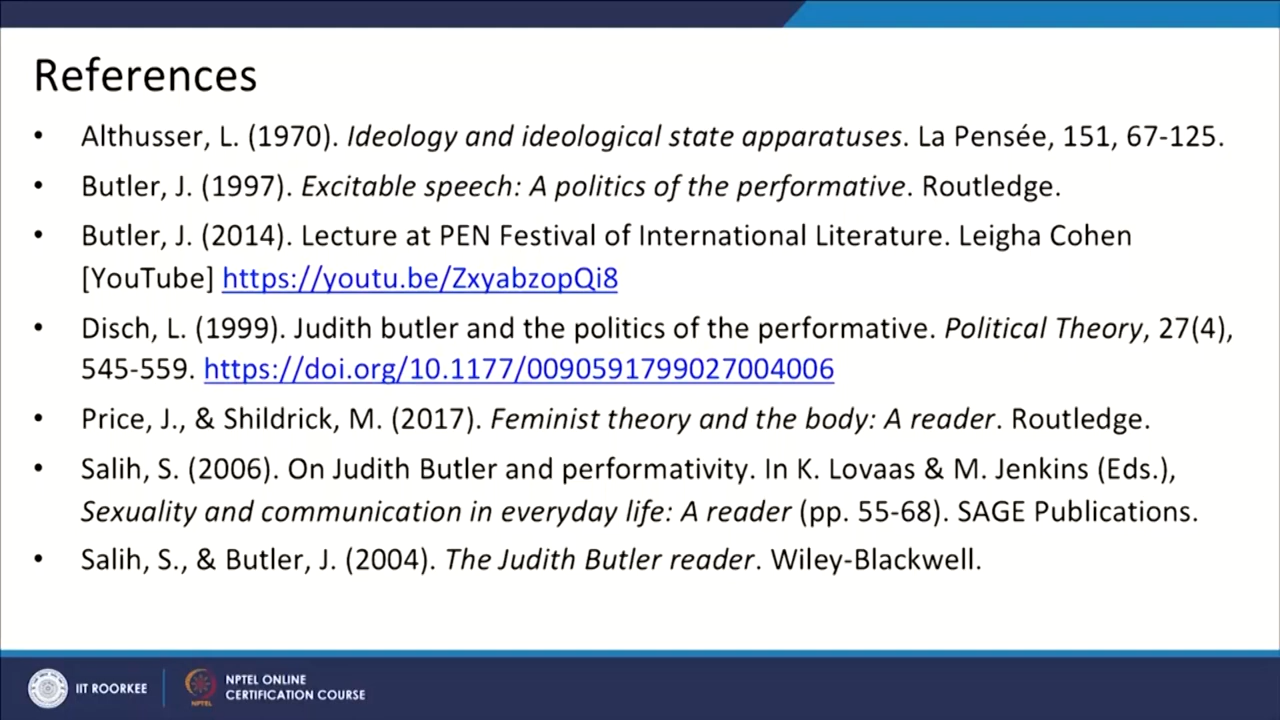 References
• Althusser, L. (1970). Ideology and ideological state apparatuses. La Pensée, 151, 67-125.
• Butler, J. (1997). Excitable speech: A politics of the performative. Routledge.
• Butler, J. (2014). Lecture at PEN Festival of International Literature. Leigha Cohen
[YouTube] https://youtu.be/ZxyabzopQi8
• Disch, L. (1999). Judith butler and the politics of the performative. Political Theory, 27(4),
545-559. https://doi.org/10.1177/0090591799027004006
• Price, J., & Shildrick, M. (2017). Feminist theory and the body: A reader. Routledge.
• Salih, S. (2006). On Judith Butler and performativity. In K. Lovaas & M. Jenkins (Eds.),
Sexuality and communication in everyday life: A reader (pp. 55-68). SAGE Publications.
• Salih, S., & Butler, J. (2004). The Judith Butler reader. Wiley-Blackwell.
IIT ROORKEE
NPTEL
NPTEL ONLINE
CERTIFICATION COURSE